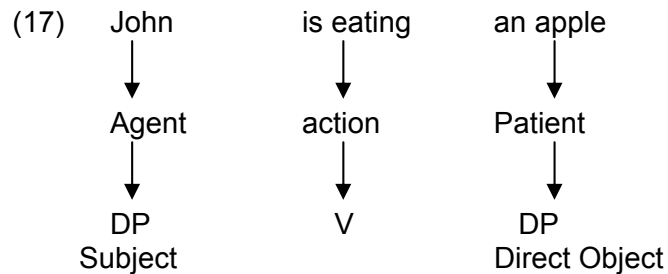 (17) John is eating an apple
Agent action Patient
DP V DP
Subject Direct Object